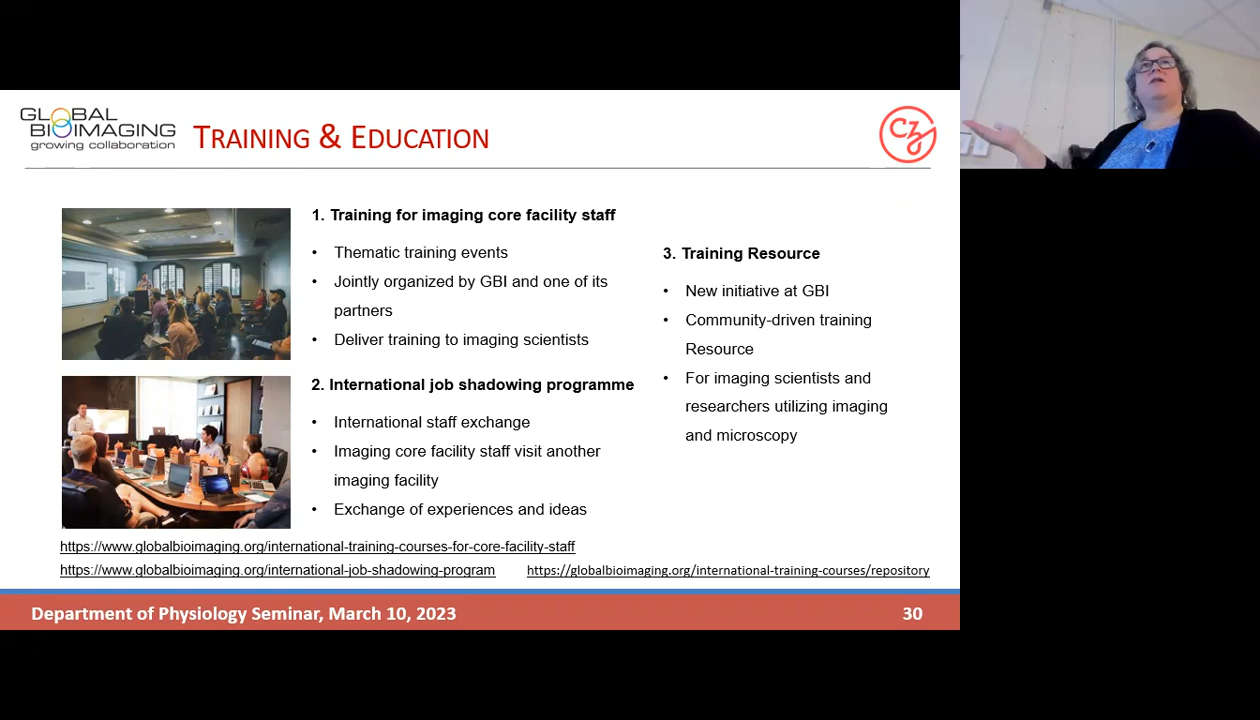 GLOBAL
BIOIMAGING
growing collaboration
TRAINING & EDUCATION
CZI
1. Training for imaging core facility staff
• Thematic training events
• Jointly organized by GBI and one of its
partners
• Deliver training to imaging scientists
2. International job shadowing programme
• International staff exchange
• Imaging core facility staff visit another
imaging facility
• Exchange of experiences and ideas
3. Training Resource
• New initiative at GBI
• Community-driven training
Resource
• For imaging scientists and
researchers utilizing imaging
and microscopy
https://www.globalbioimaging.org/international-training-courses-for-core-facility-staff
https://www.globalbioimaging.org/international-job-shadowing-program
https://globalbioimaging.org/international-training-courses/repository
Department of Physiology Seminar, March 10, 2023
30